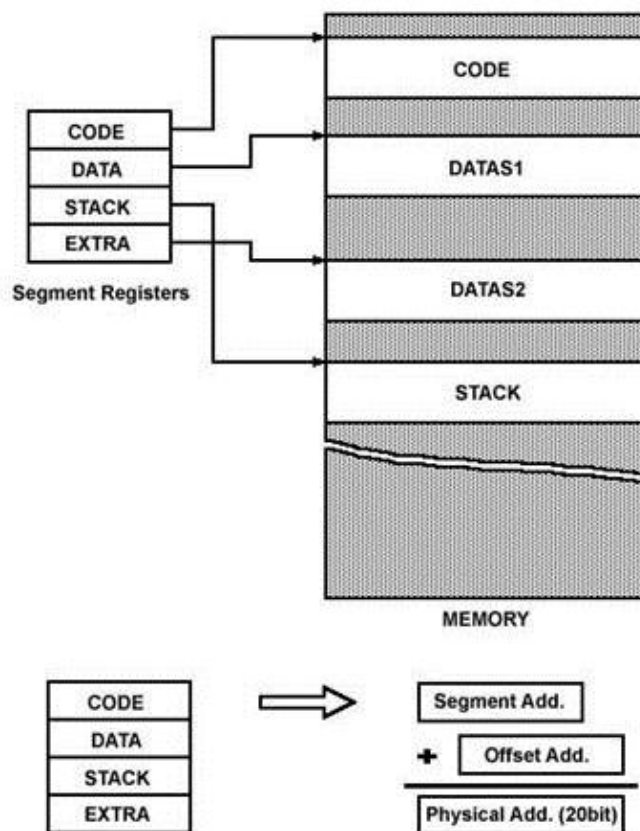 CODE
DATA
STACK
EXTRA
Segment Registers
CODE
DATAS1
DATAS2
STACK
MEMORY
CODE
DATA
STACK
EXTRA
Segment Add.
+ Offset Add.
Physical Add. (20bit)